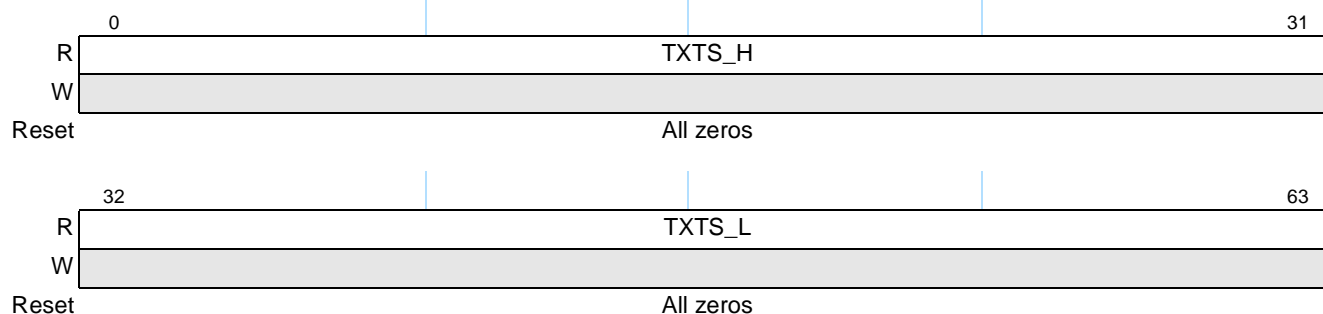 0 31
R TXTS_H
W
Reset All zeros
32 63
R TXTS_L
W
Reset All zeros